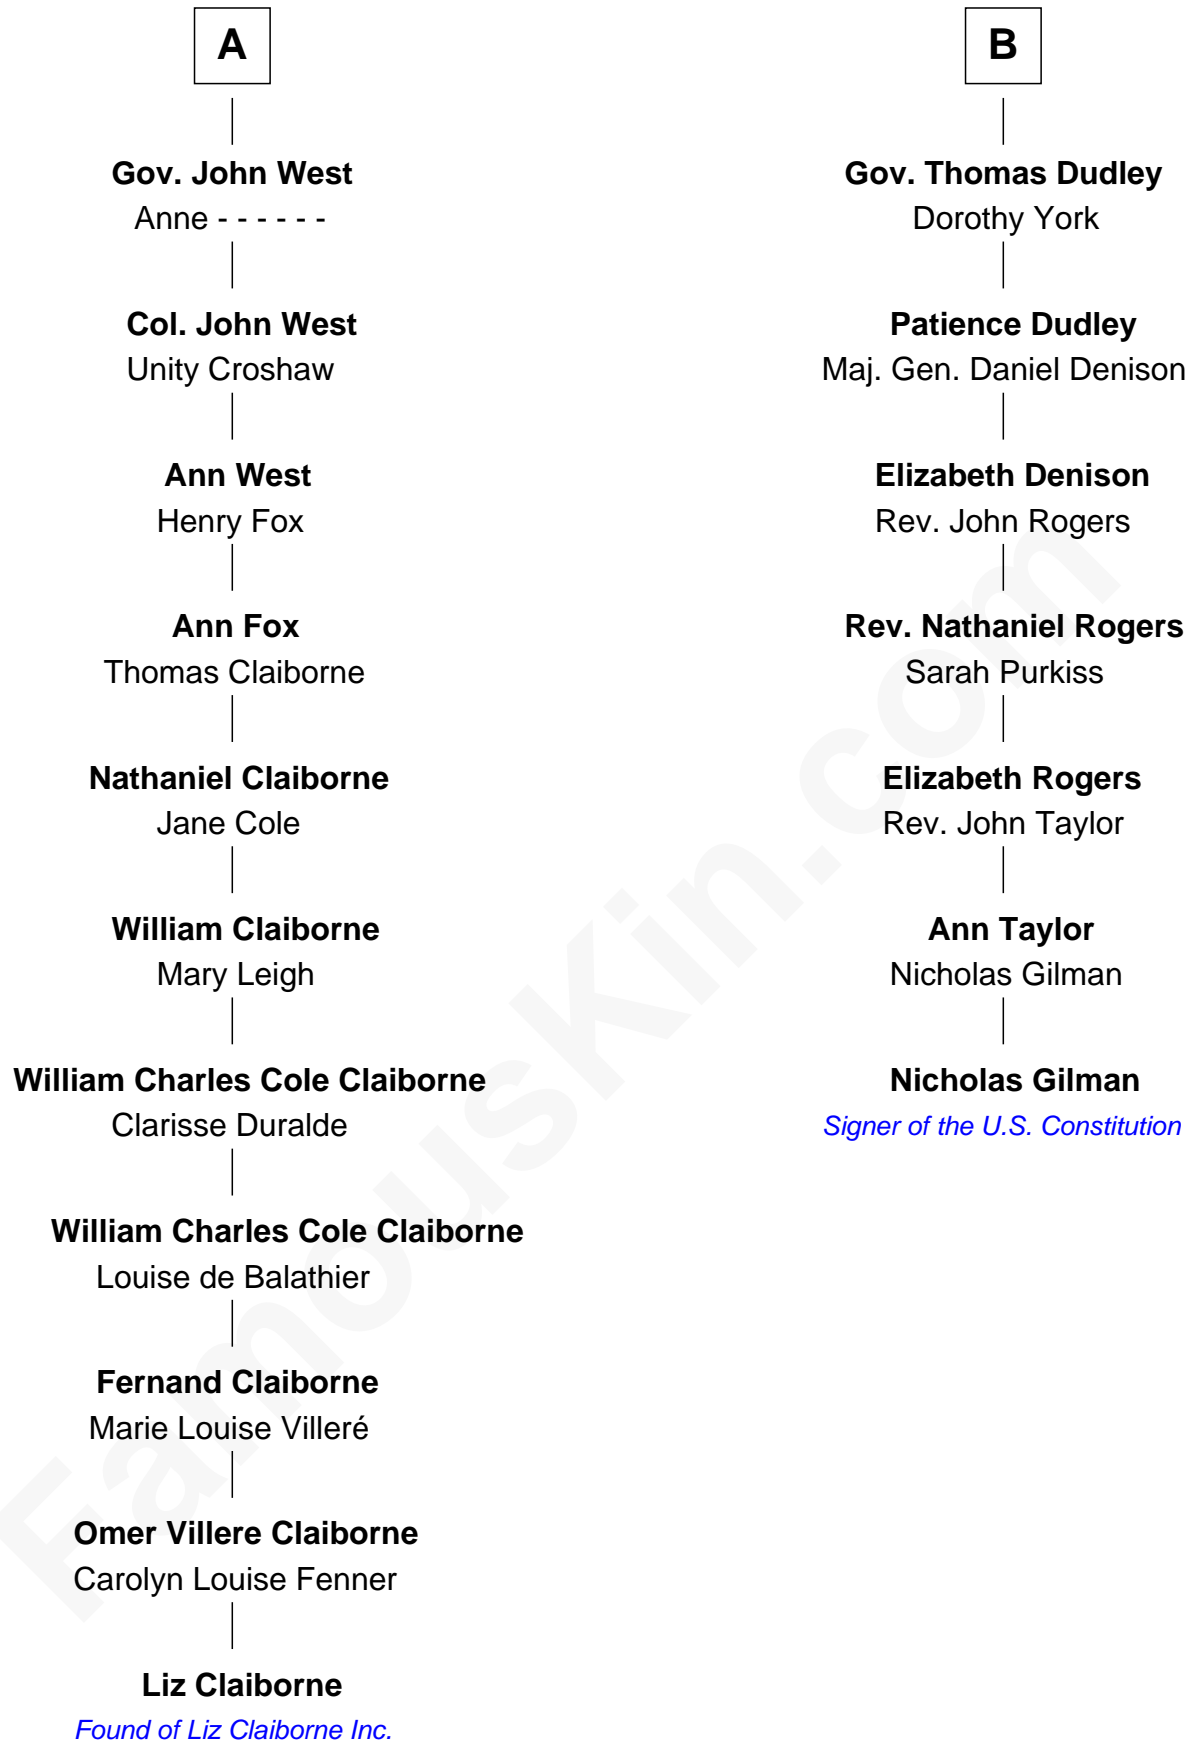 A
Gov. John West
Anne - - - - - -
Col. John West
Unity Croshaw
Ann West
Henry Fox
Ann Fox
Thomas Claiborne
Nathaniel Claiborne
Jane Cole
William Claiborne
Mary Leigh
William Charles Cole Claiborne
Clarisse Duralde
William Charles Cole Claiborne
Louise de Balathier
Fernand Claiborne
Marie Louise Villeré
Omer Villere Claiborne
Carolyn Louise Fenner
Liz Claiborne
Found of Liz Claiborne Inc.
B
Gov. Thomas Dudley
Dorothy York
Patience Dudley
Maj. Gen. Daniel Denison
Elizabeth Denison
Rev. John Rogers
Rev. Nathaniel Rogers
Sarah Purkiss
Elizabeth Rogers
Rev. John Taylor
Ann Taylor
Nicholas Gilman
Nicholas Gilman
Signer of the U.S. Constitution
FamousKin.com